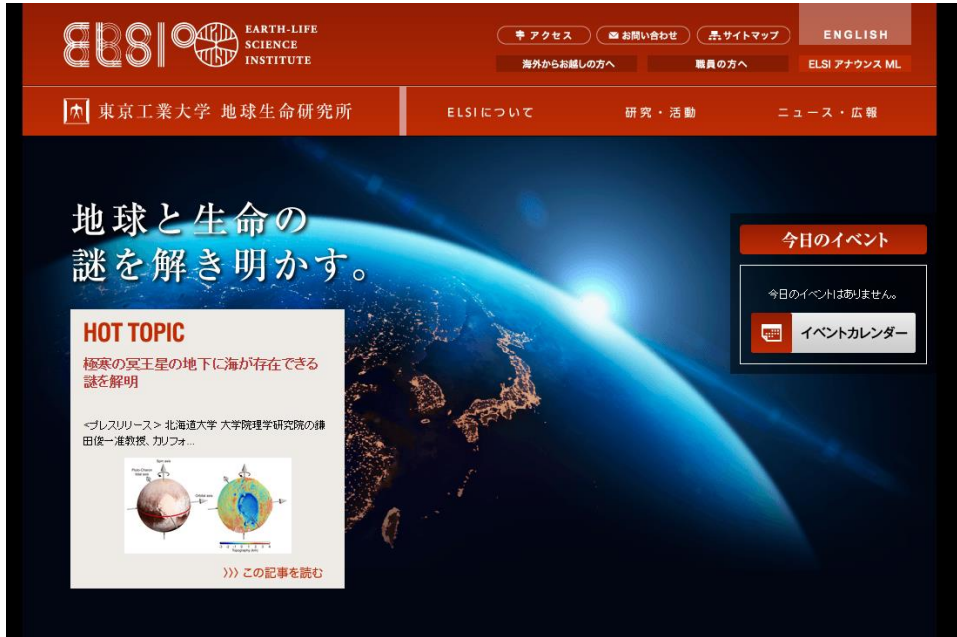 ELSI
EARTH-LIFE
SCIENCE
INSTITUTE
アクセス
お問い合わせ
サイトマップ
ENGLISH
海外からお越しの方へ
職員の方へ
ELSI アナウンス ML
東京工業大学 地球生命研究所
ELSIについて
研究・活動
ニュース・広報
地球と生命の
謎を解き明かす。
今日のイベント
今日のイベントはありません。
イベントカレンダー
HOT TOPIC
極寒の冥王星の地下に海が存在できる
謎を解明
<プレスリリース> 北海道大学 大学院理学研究院の鎌
田俊一准教授、カリフォ...
Spin axis
Orbital axis
Topography (km)
>>> この記事を読む